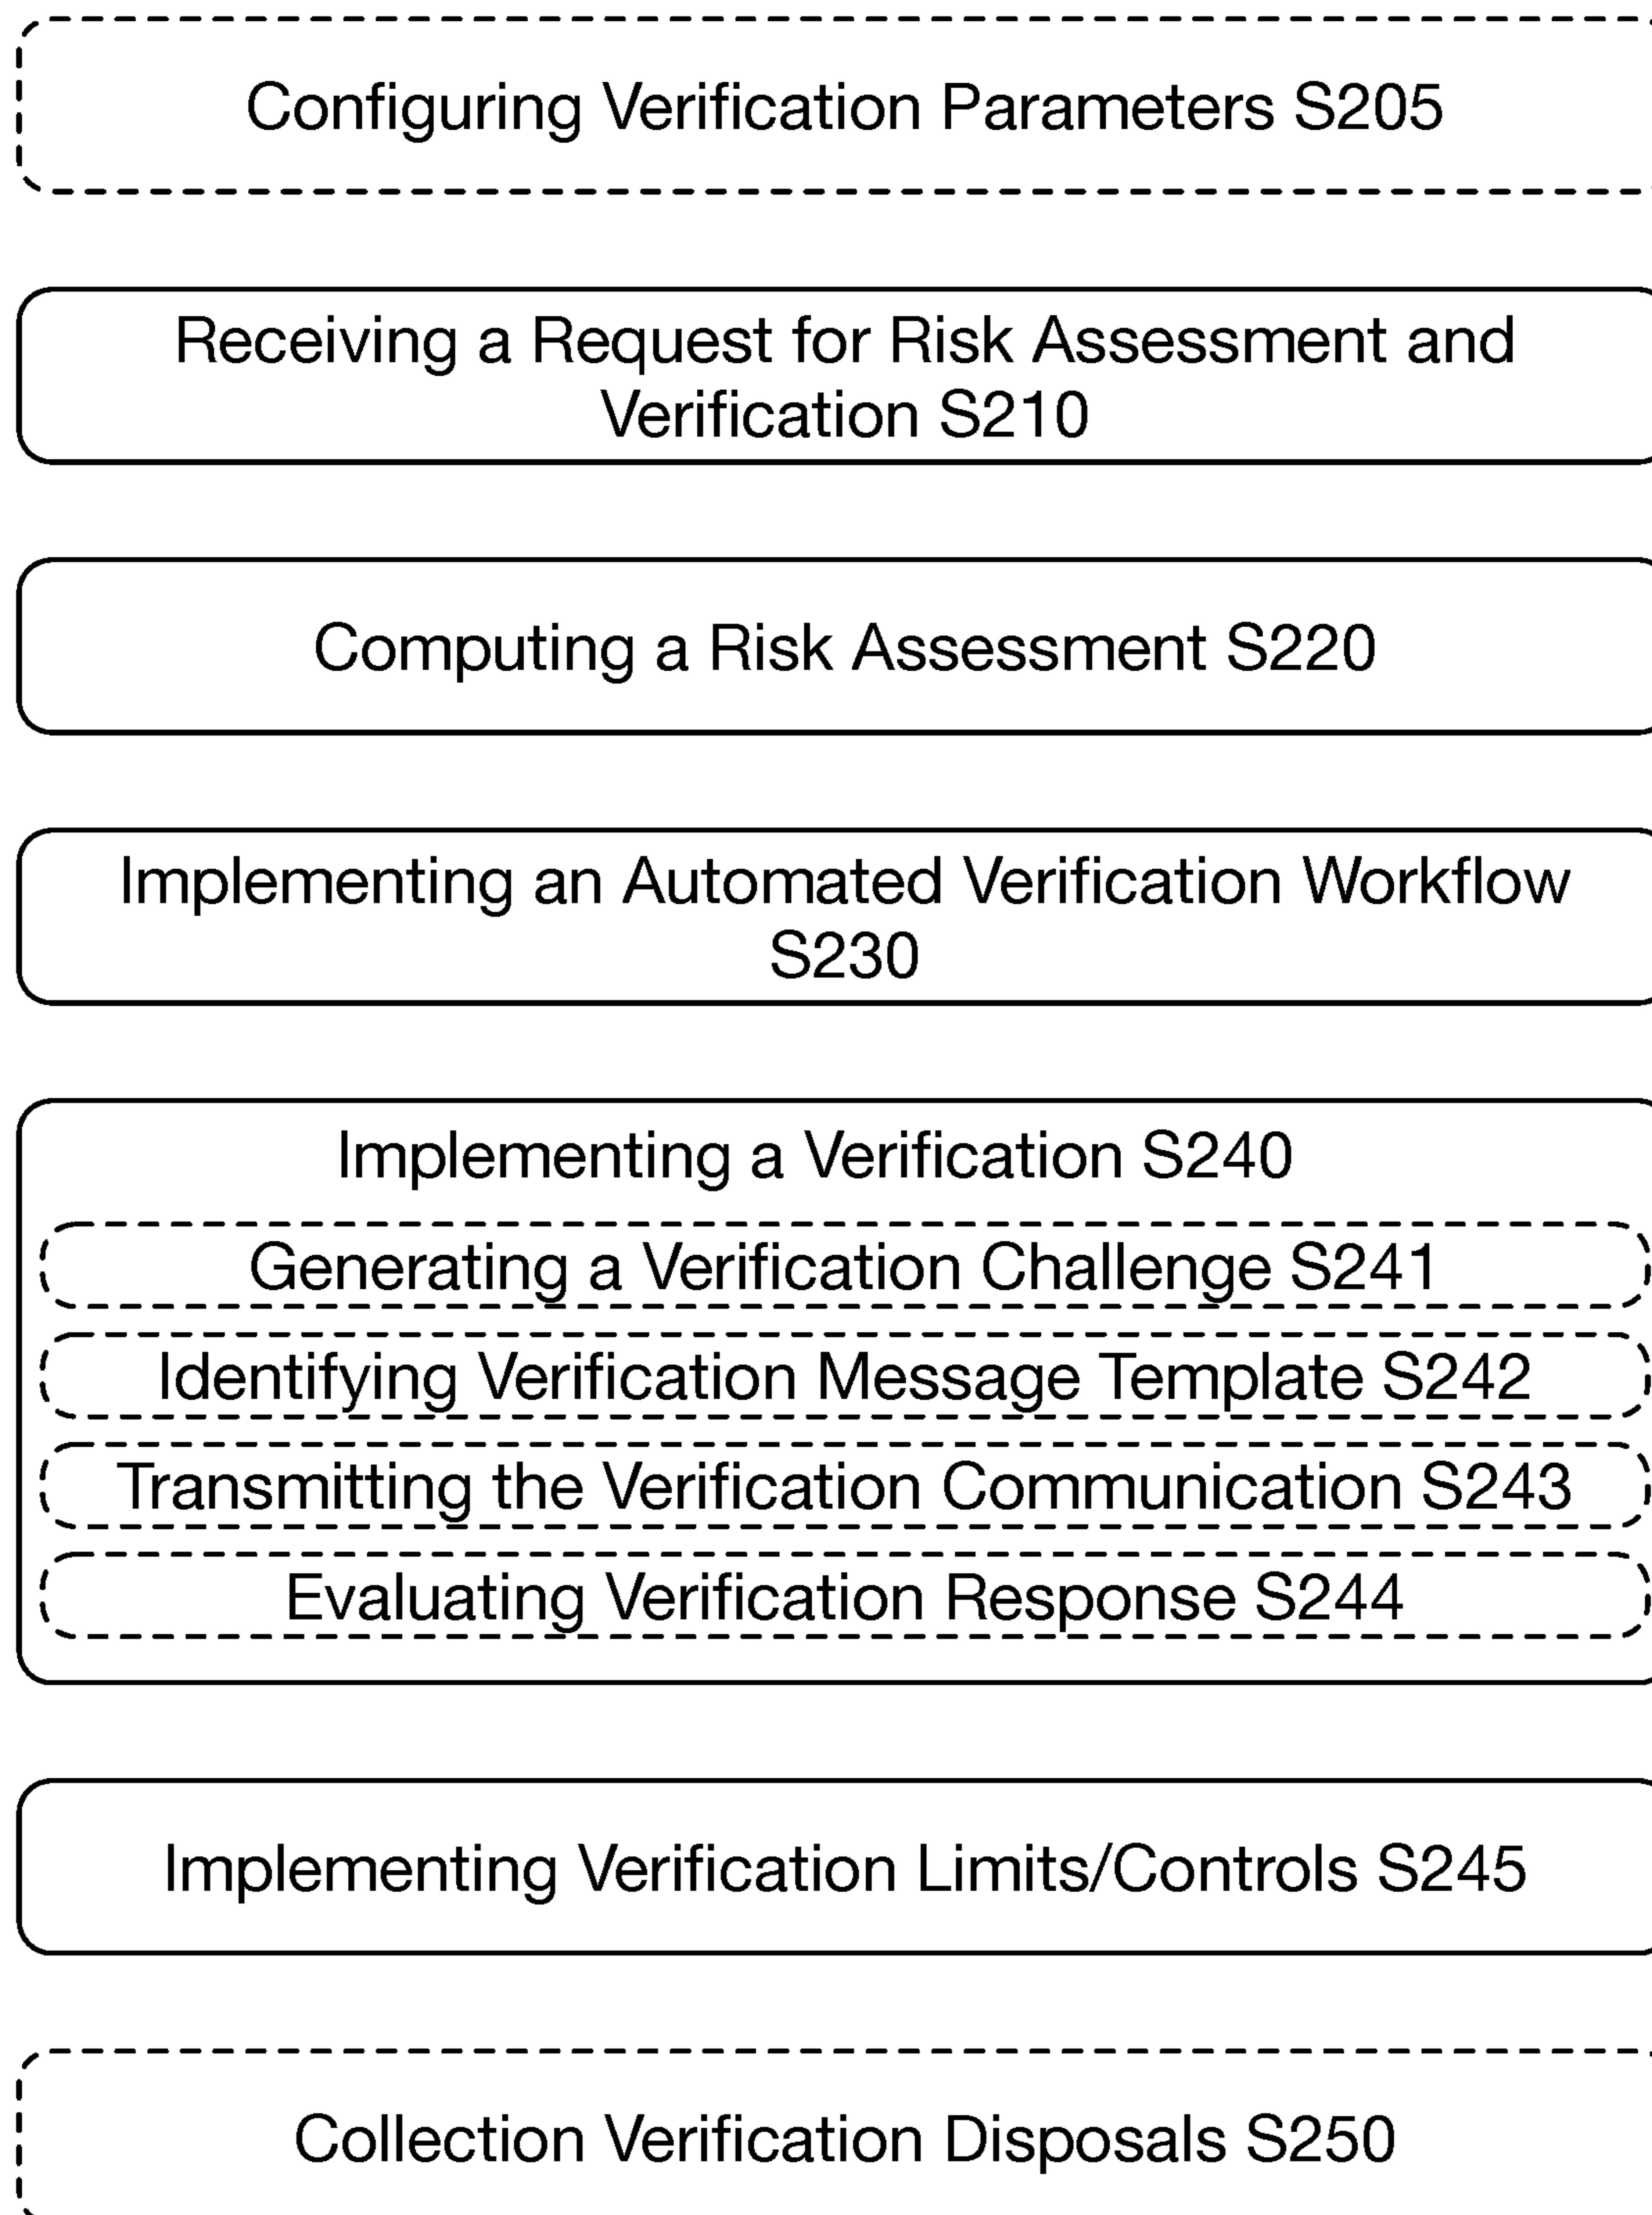 Configuring Verification Parameters S205
Receiving a Request for Risk Assessment and
Verification S210
Computing a Risk Assessment S220
Implementing an Automated Verification Workflow
S230
Implementing a Verification S240
Generating a Verification Challenge S241
Identifying Verification Message Template S242
Transmitting the Verification Communication S243
Evaluating Verification Response S244
Implementing Verification Limits/Controls S245
Collection Verification Disposals S250